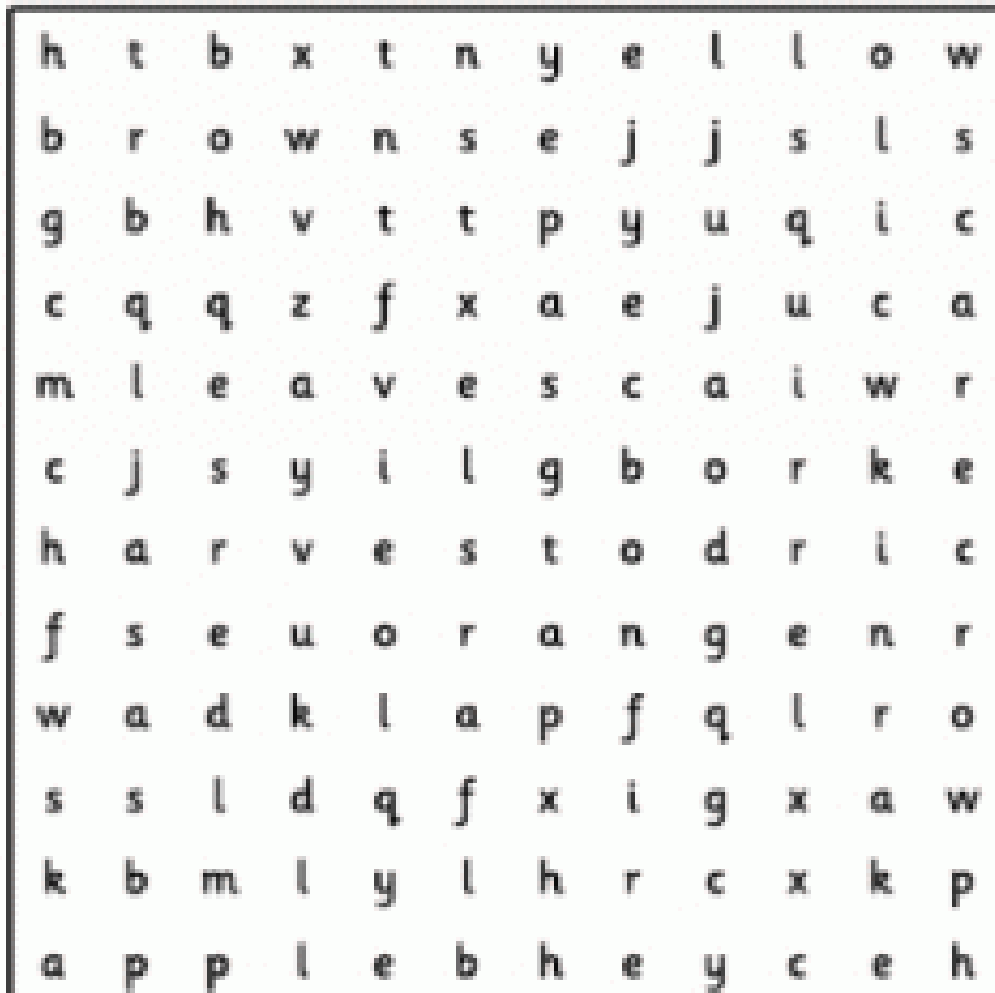 h t b x t n y e l l o w
b r o w n s e j j s l s
g b h v t t p y u q i c
c q q z f x a e j u c a
m l e a v e s c a i w r
c j s y i l g b o r k e
h a r v e s t o d r i c
f s e u o r a n g e n r
w a d k l a p f q l r o
s s l d q f x i g x a w
k b m l y l h r c x k p
a p p l e b h e y c e h